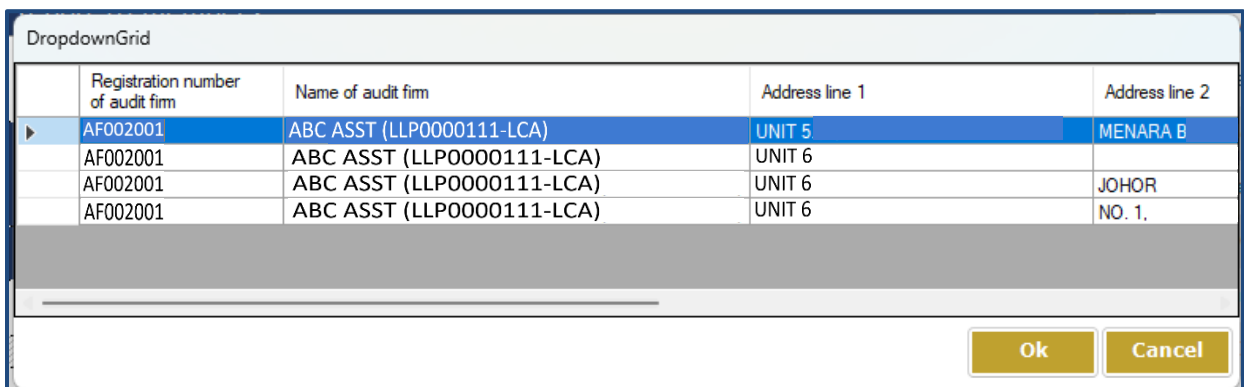 DropdownGrid
Registration number
of audit firm
Name of audit firm
Address line 1
Address line 2
AF002001 ABC ASST (LLP0000111-LCA) UNIT 5 MENARA B
AF002001 ABC ASST (LLP0000111-LCA) UNIT 6
AF002001 ABC ASST (LLP0000111-LCA) UNIT 6 JOHOR
AF002001 ABC ASST (LLP0000111-LCA) UNIT 6 NO. 1,
Ok Cancel